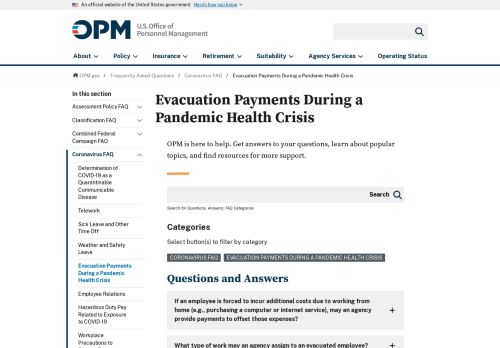 An official website of the United States government Here's how you know
OPM U.S. Office of
Personnel Management
About Policy Insurance Retirement Suitability Agency Services Operating Status
OPM.gov / Frequently Asked Questions / Coronavirus FAQ / Evacuation Payments During a Pandemic Health Crisis
In this section
Assessment Policy FAQ
Classification FAQ
Combined Federal
Campaign FAQ
Coronavirus FAQ
Determination of
COVID-19 as a
Quarantinable
Communicable
Disease
Telework
Sick Leave and Other
Time Off
Weather and Safety
Leave
Evacuation Payments
During a Pandemic
Health Crisis
Employee Relations
Hazardous Duty Pay
Related to Exposure
to COVID-19
Workplace
Precautions to
Evacuation Payments During a
Pandemic Health Crisis
OPM is here to help. Get answers to your questions, learn about popular
topics, and find resources for more support.
Search
Search for Questions, Answers, FAQ Categories
Categories
Select button(s) to filter by category
CORONAVIRUS FAQ EVACUATION PAYMENTS DURING A PANDEMIC HEALTH CRISIS
Questions and Answers
If an employee is forced to incur additional costs due to working from
home (e.g., purchasing a computer or internet service), may an agency
provide payments to offset those expenses?
What type of work may an agency assign to an evacuated employee?